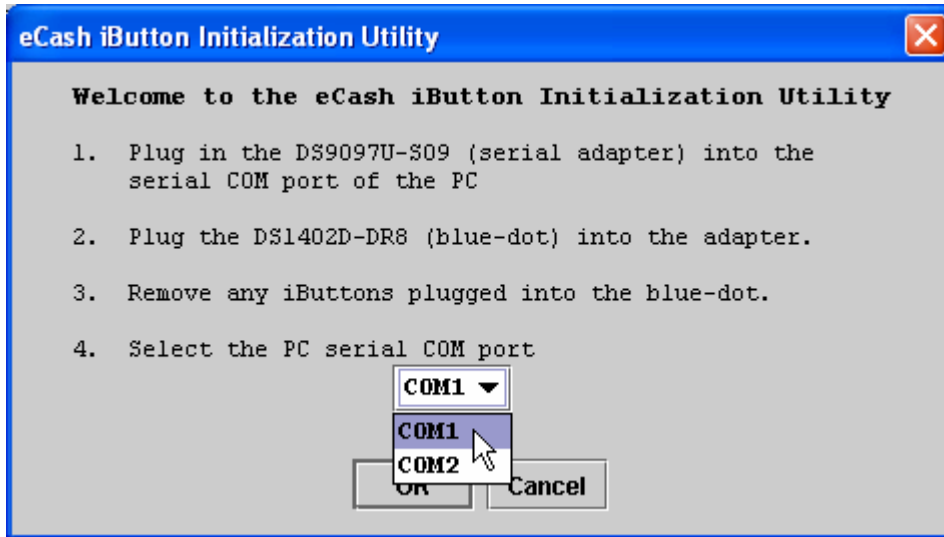 eCash iButton Initialization Utility
Welcome to the eCash iButton Initialization Utility
1. Plug in the DS9097U-S09 (serial adapter) into the
serial COM port of the PC
2. Plug the DS1402D-DR8 (blue-dot) into the adapter.
3. Remove any iButtons plugged into the blue-dot.
4. Select the PC serial COM port
COM1
COM1
COM2
OK Cancel